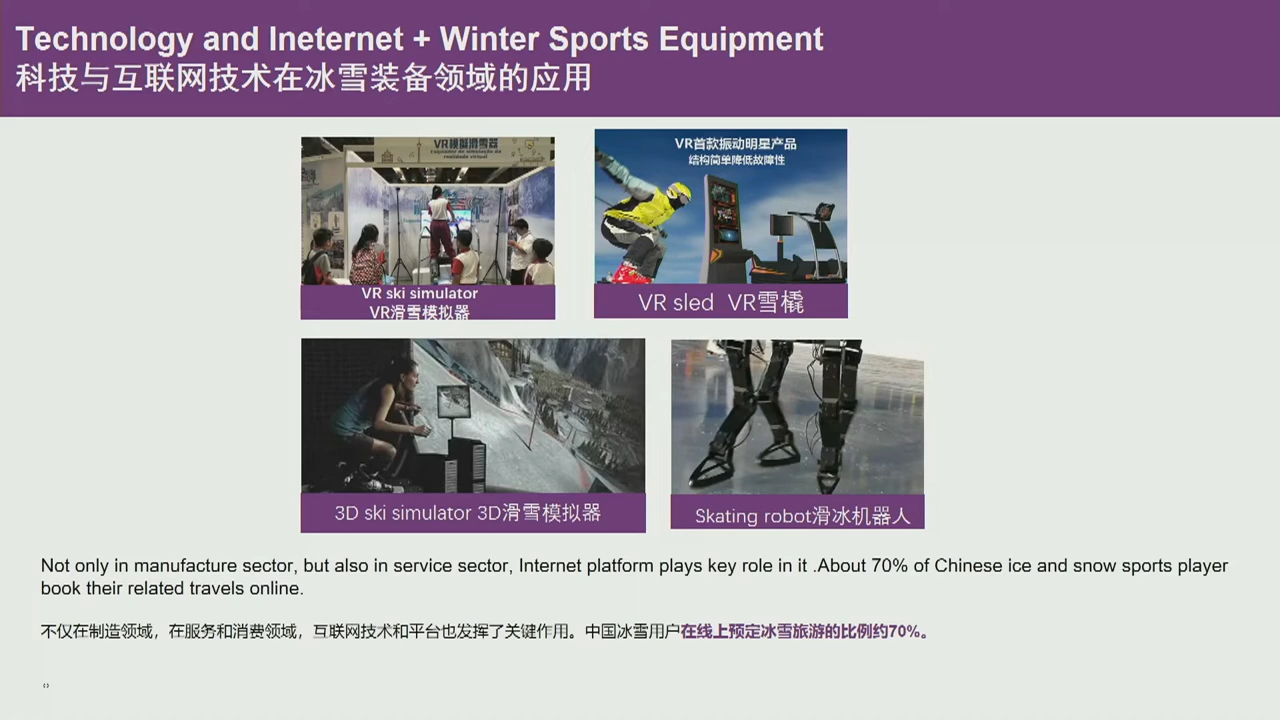 Technology and Ineternet + Winter Sports Equipment
科技与互联网技术在冰雪装备领域的应用
VR模擬滑雪器
VR首款振动明星产品
结构简单降低故障性
VR ski simulator
VR滑雪模拟器
VR sled VR雪橇
3D ski simulator 3D滑雪模拟器
Skating robot滑冰机器人
Not only in manufacture sector, but also in service sector, Internet platform plays key role in it .About 70% of Chinese ice and snow sports player
book their related travels online.
不仅在制造领域，在服务和消费领域，互联网技术和平台也发挥了关键作用。中国冰雪用户在线上预定冰雪旅游的比例约70%。